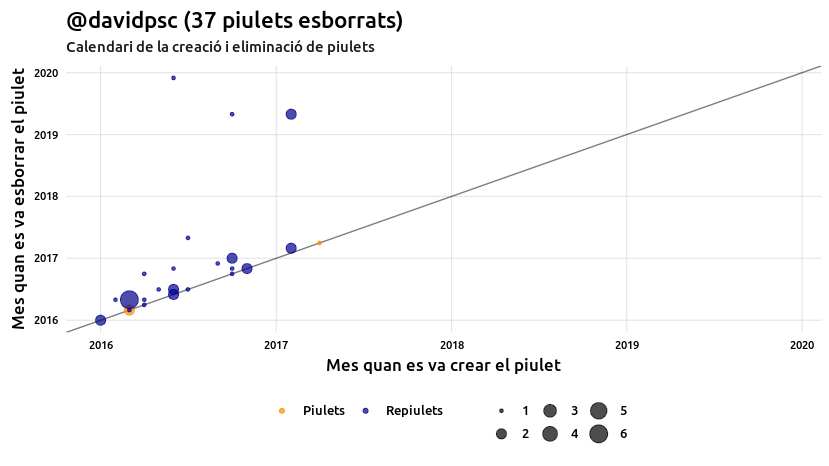 @davidpsc (37 piulets esborrats)
Calendari de la creació i eliminació de piulets
Mes quan es va esborrar el piulet
2020
2019
2018
2017
2016
2016 2017 2018 2019 2020
Mes quan es va crear el piulet
Piulets Repiulets 1 3 5
2 4 6